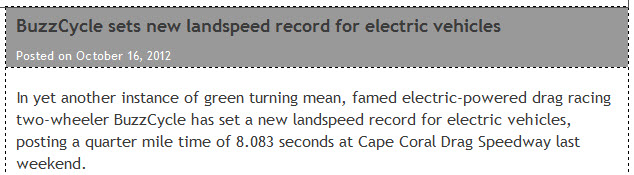 BuzzCycle sets new landspeed record for electric vehicles
Posted on October 16, 2012
In yet another instance of green turning mean, famed electric-powered drag racing
two-wheeler BuzzCycle has set a new landspeed record for electric vehicles,
posting a quarter mile time of 8.083 seconds at Cape Coral Drag Speedway last
weekend.